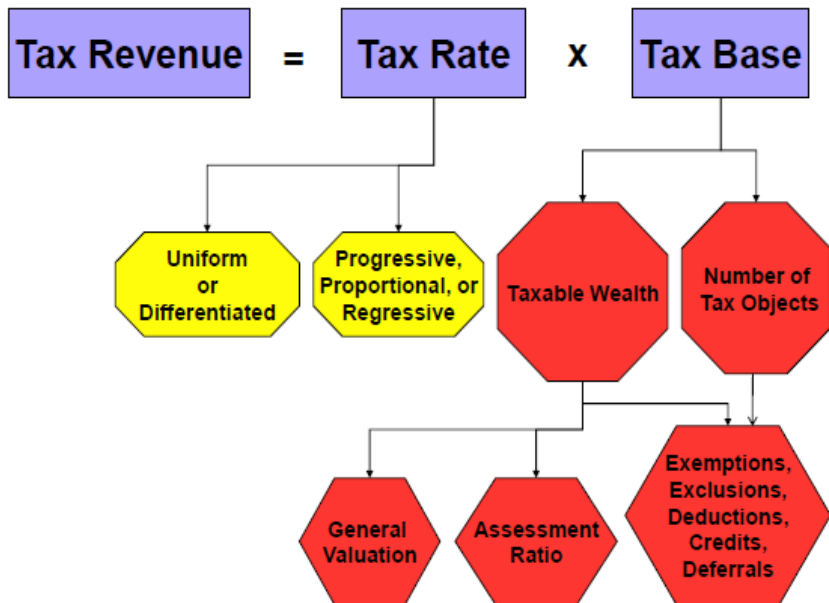 Tax Revenue = Tax Rate x Tax Base
Uniform
or
Differentiated
Progressive,
Proportional, or
Regressive
Taxable Wealth
Number of
Tax Objects
General
Valuation
Assessment
Ratio
Exemptions,
Exclusions,
Deductions,
Credits,
Deferrals